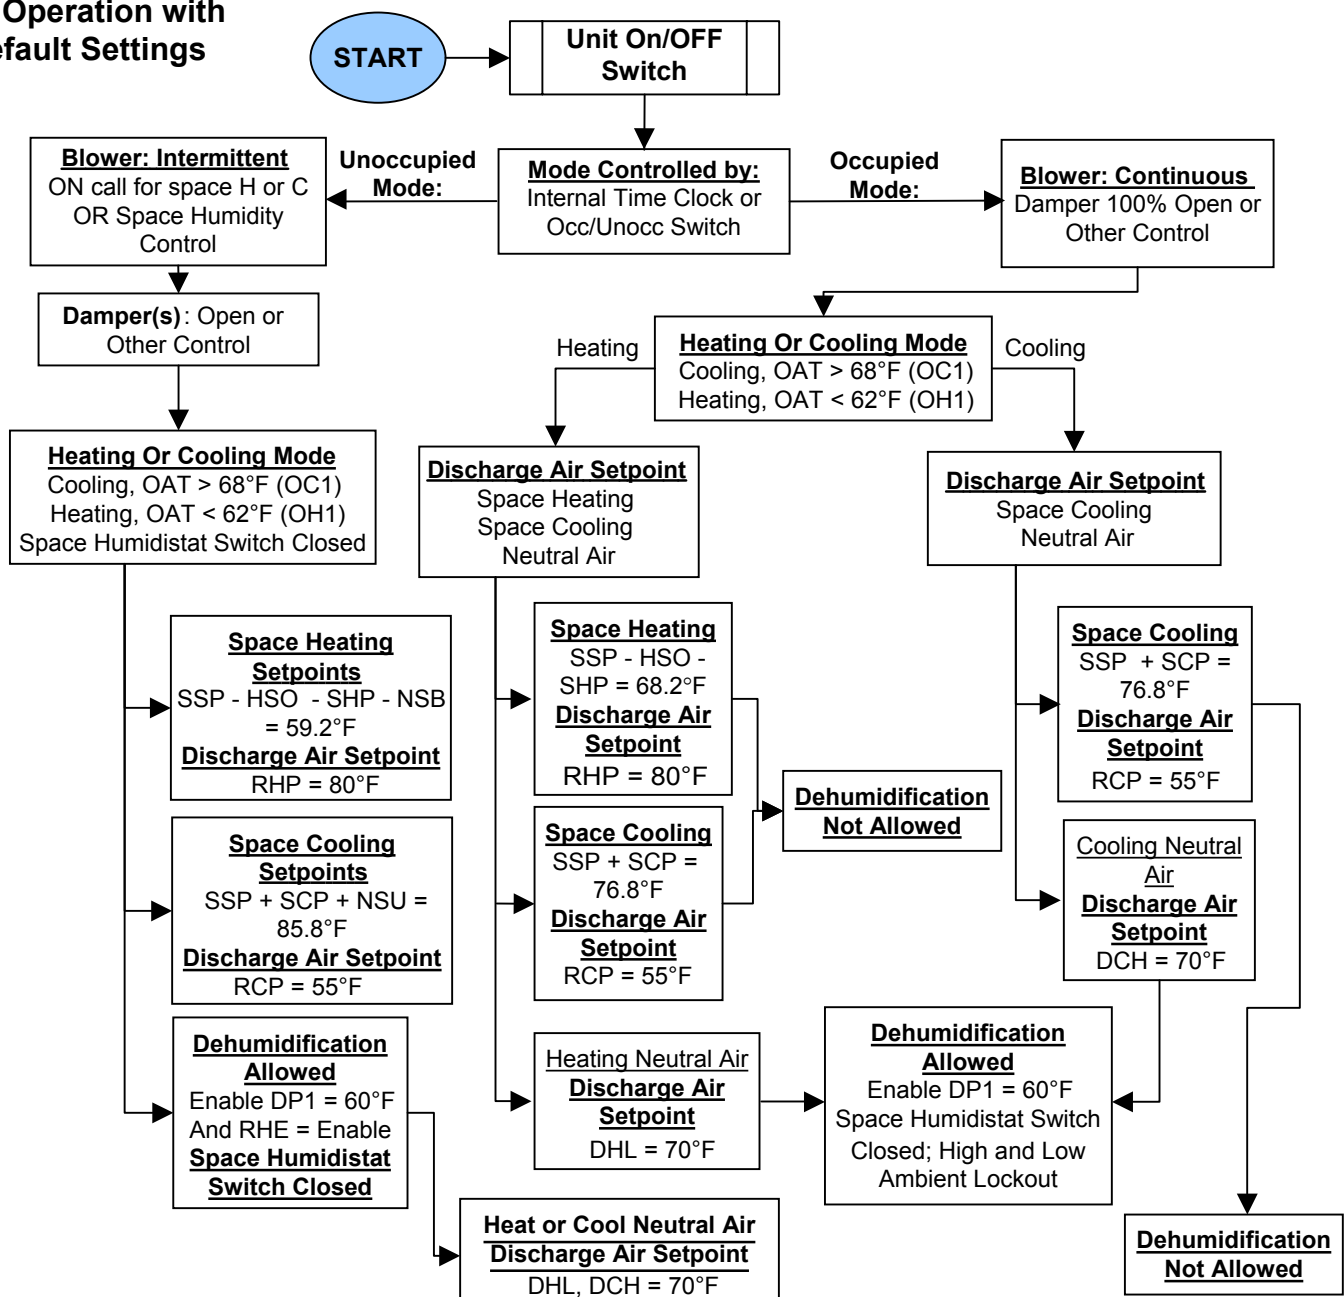 Operation with
efault Settings
START
Unit On/OFF
Switch
Blower: Intermittent
ON call for space H or C
OR Space Humidity
Control
Unoccupied
Mode:
Mode Controlled by:
Internal Time Clock or
Occ/Unocc Switch
Occupied
Mode:
Blower: Continuous
Damper 100% Open or
Other Control
Damper(s): Open or
Other Control
Heating
Heating Or Cooling Mode
Cooling, OAT > 68°F (OC1)
Heating, OAT < 62°F (OH1)
Cooling
Heating Or Cooling Mode
Cooling, OAT > 68°F (OC1)
Heating, OAT < 62°F (OH1)
Space Humidistat Switch Closed
Discharge Air Setpoint
Space Heating
Space Cooling
Neutral Air
Discharge Air Setpoint
Space Cooling
Neutral Air
Space Heating
Setpoints
SSP - HSO - SHP - NSB
= 59.2°F
Discharge Air Setpoint
RHP = 80°F
Space Heating
SSP - HSO -
SHP = 68.2°F
Discharge Air
Setpoint
RHP = 80°F
Space Cooling
SSP + SCP =
76.8°F
Discharge Air
Setpoint
RCP = 55°F
Dehumidification
Not Allowed
Space Cooling
Setpoints
SSP + SCP + NSU =
85.8°F
Discharge Air Setpoint
RCP = 55°F
Space Cooling
SSP + SCP =
76.8°F
Discharge Air
Setpoint
RCP = 55°F
Cooling Neutral
Air
Discharge Air
Setpoint
DCH = 70°F
Dehumidification
Allowed
Enable DP1 = 60°F
And RHE = Enable
Space Humidistat
Switch Closed
Heating Neutral Air
Discharge Air
Setpoint
DHL = 70°F
Dehumidification
Allowed
Enable DP1 = 60°F
Space Humidistat Switch
Closed; High and Low
Ambient Lockout
Heat or Cool Neutral Air
Discharge Air Setpoint
DHL, DCH = 70°F
Dehumidification
Not Allowed